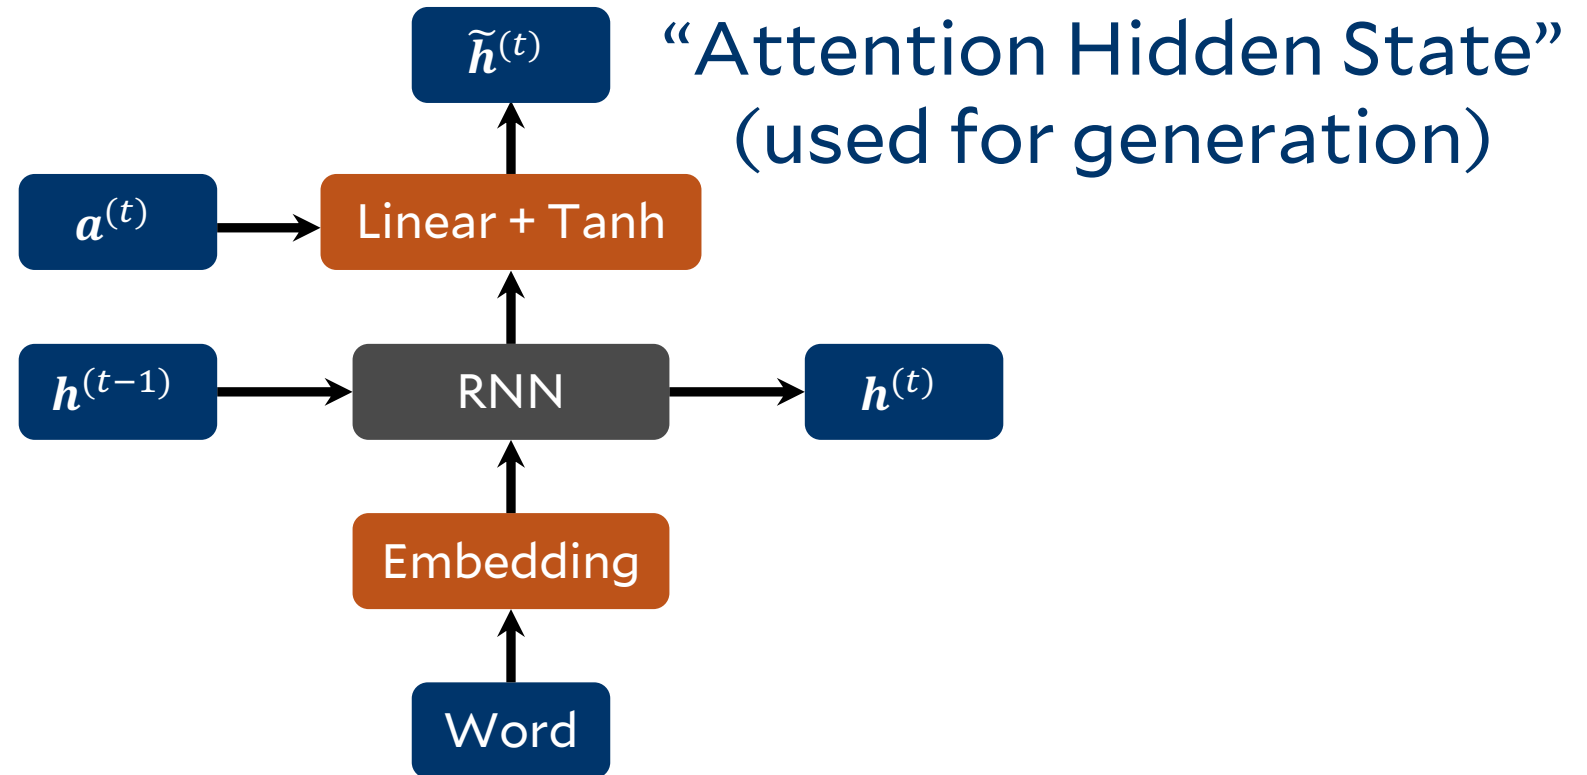 h̃^(t)
“Attention Hidden State”
(used for generation)
a^(t)
Linear + Tanh
h^(t−1)
RNN
h^(t)
Embedding
Word